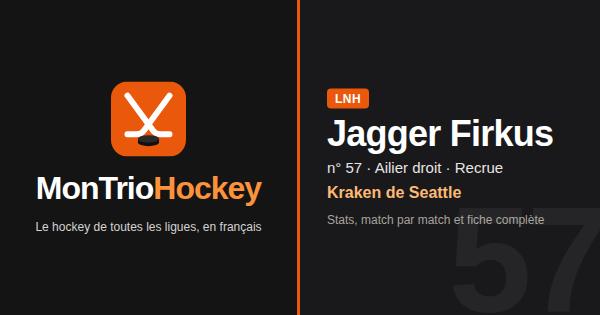 MonTrioHockey
Le hockey de toutes les ligues, en français
LNH
Jagger Firkus
n° 57 · Ailier droit · Recrue
Kraken de Seattle
Stats, match par match et fiche complète
57